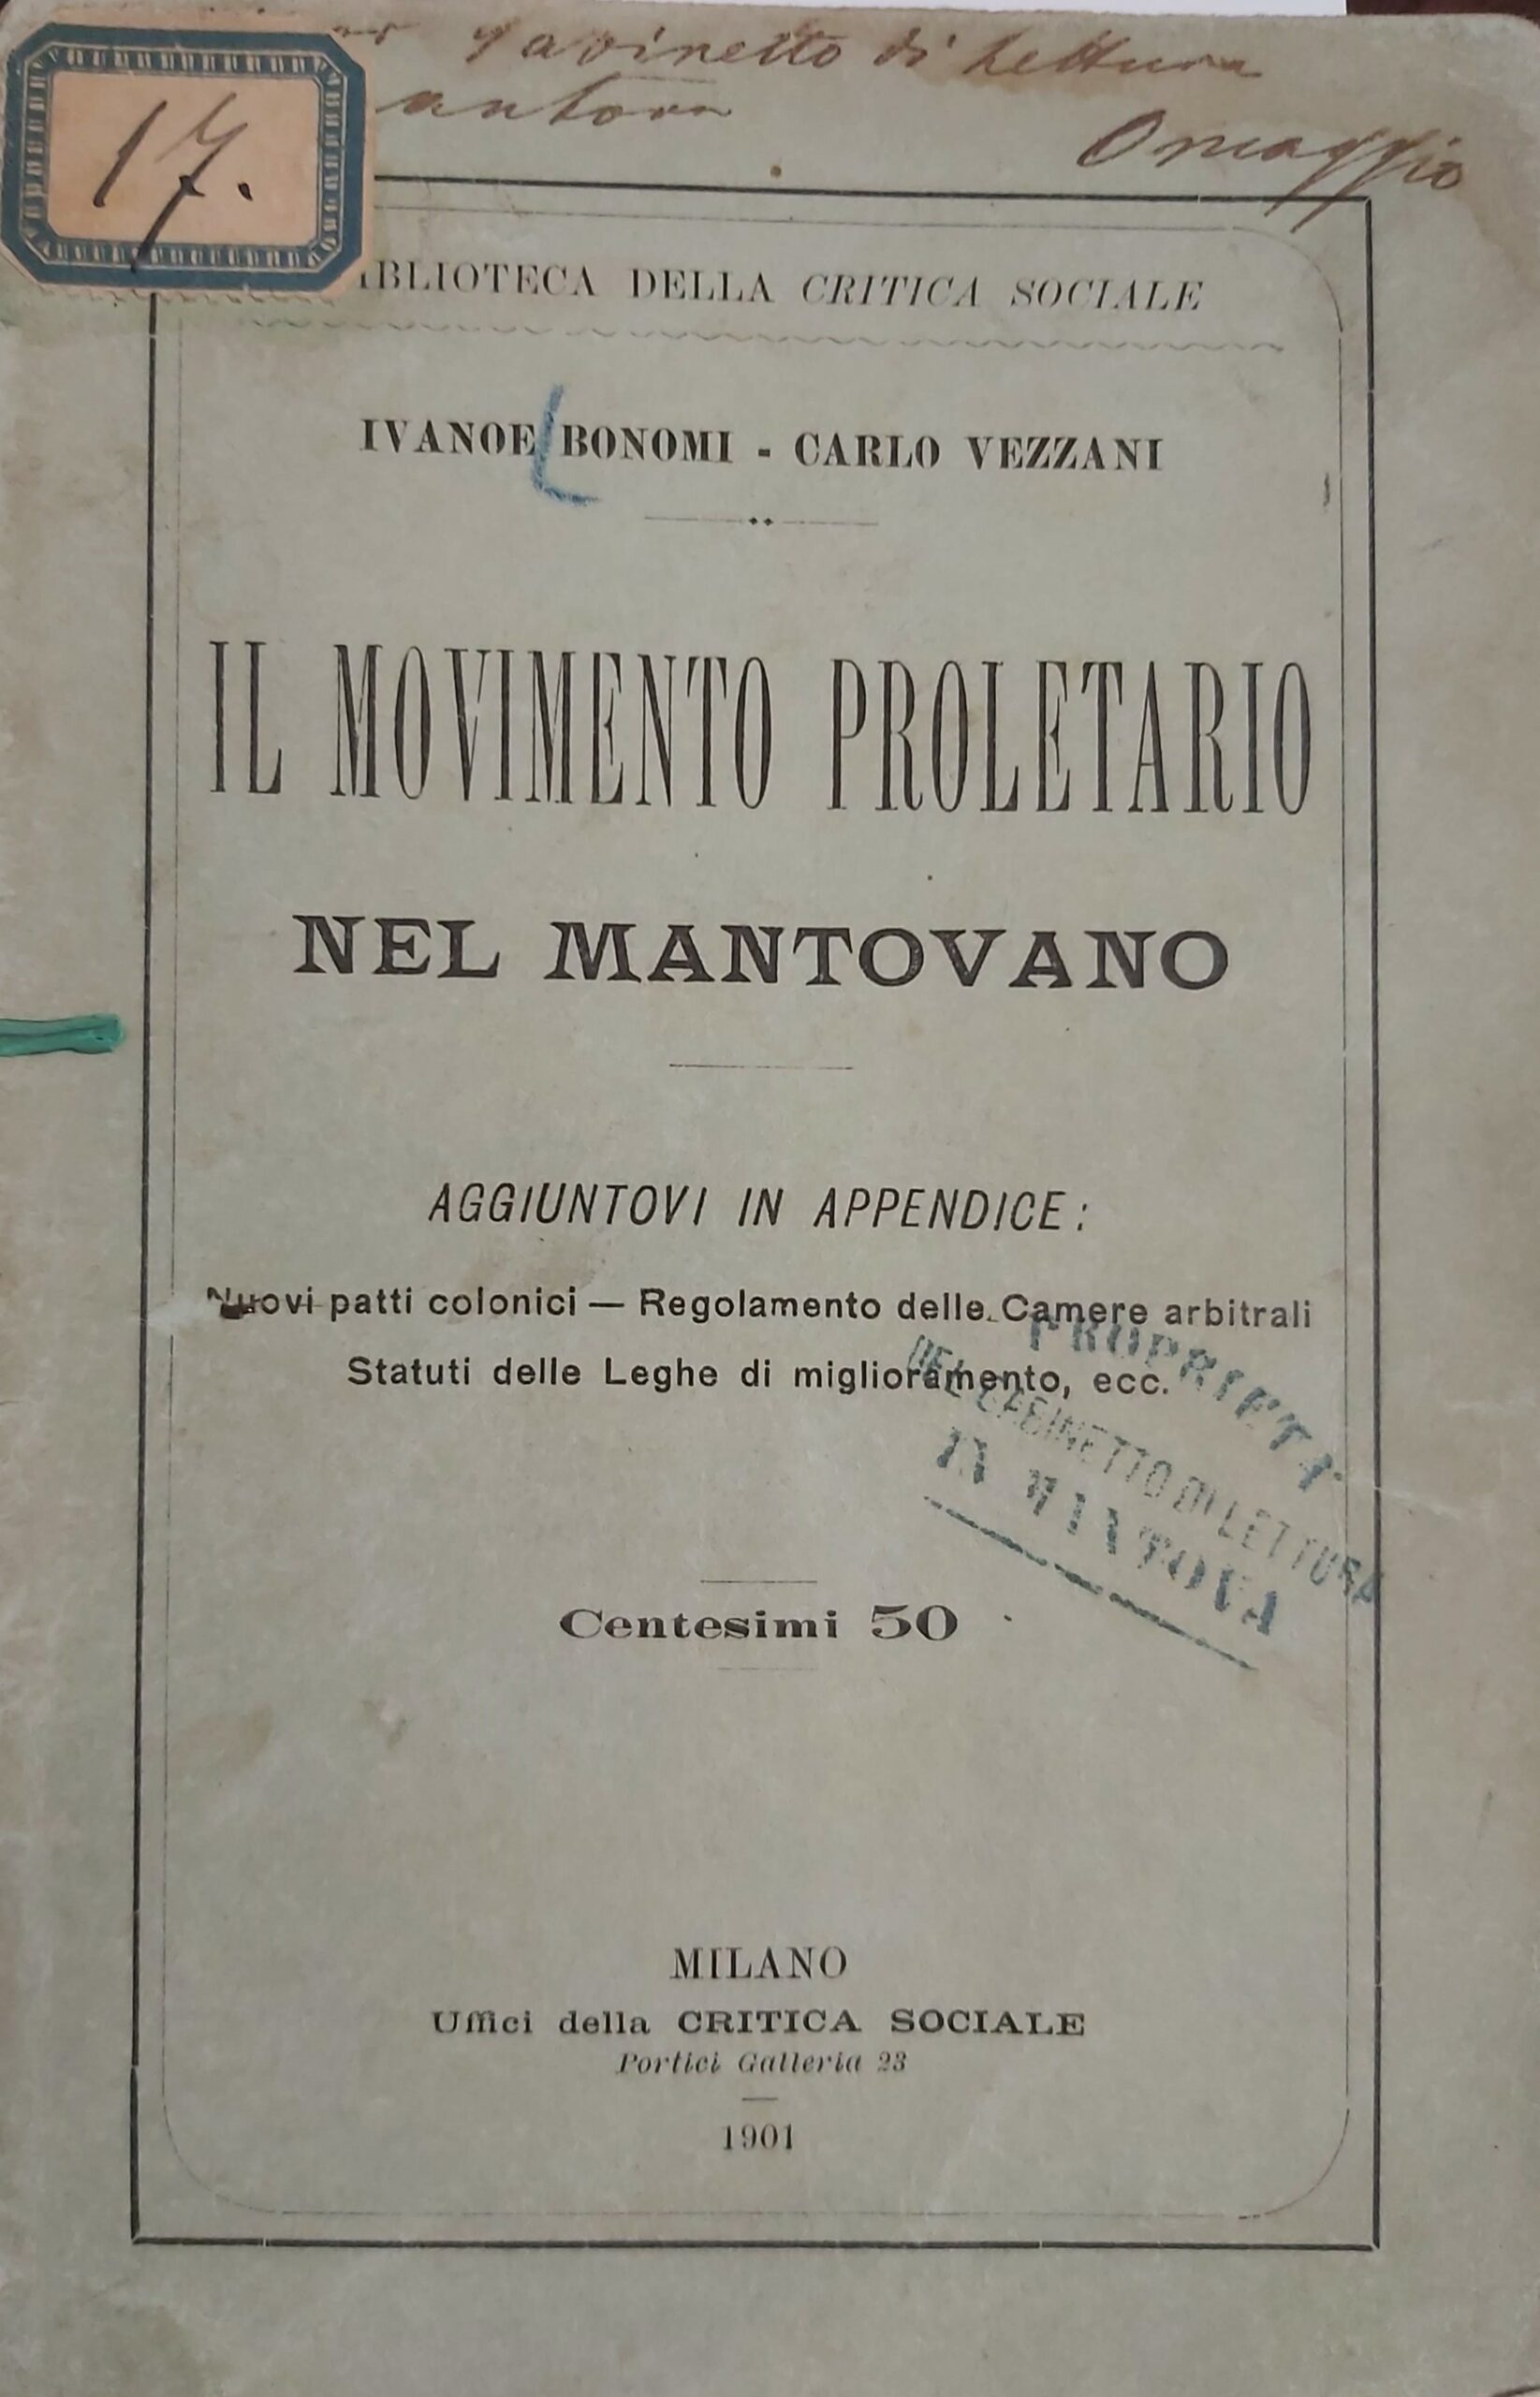 Gabinetto di Lettura
Omaggio
17.
BIBLIOTECA DELLA CRITICA SOCIALE
IVANOE BONOMI - CARLO VEZZANI
IL MOVIMENTO PROLETARIO
NEL MANTOVANO
AGGIUNTOVI IN APPENDICE:
Nuovi patti colonici — Regolamento delle Camere arbitrali
Statuti delle Leghe di miglioramento, ecc.
PROPRIETÀ
DEL GABINETTO DI LETTURA
IN MANTOVA
Centesimi 50
MILANO
Uffici della CRITICA SOCIALE
Portici Galleria 23
1901